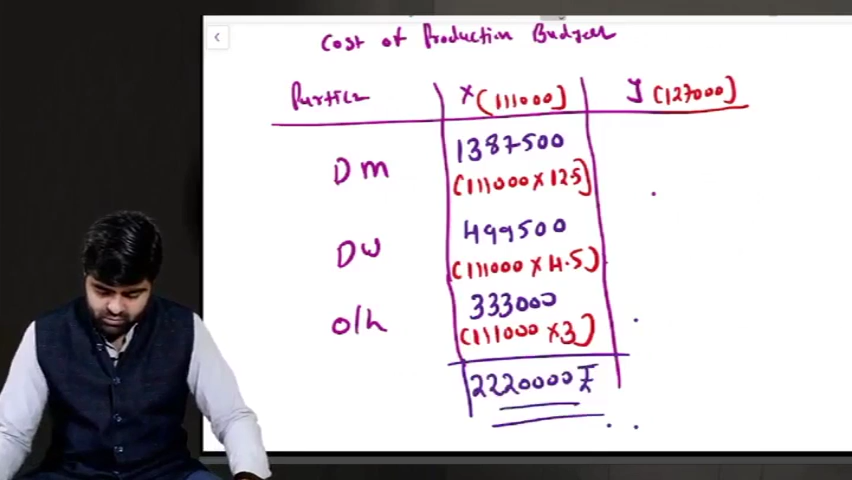 Cost of Production Budget
Particu X (111000) Y (127000)
DM 1387500
(111000 x 12.5)
DW 499500
(111000 x 4.5)
O/h 333000
(111000 x 3)
2220000 ₹